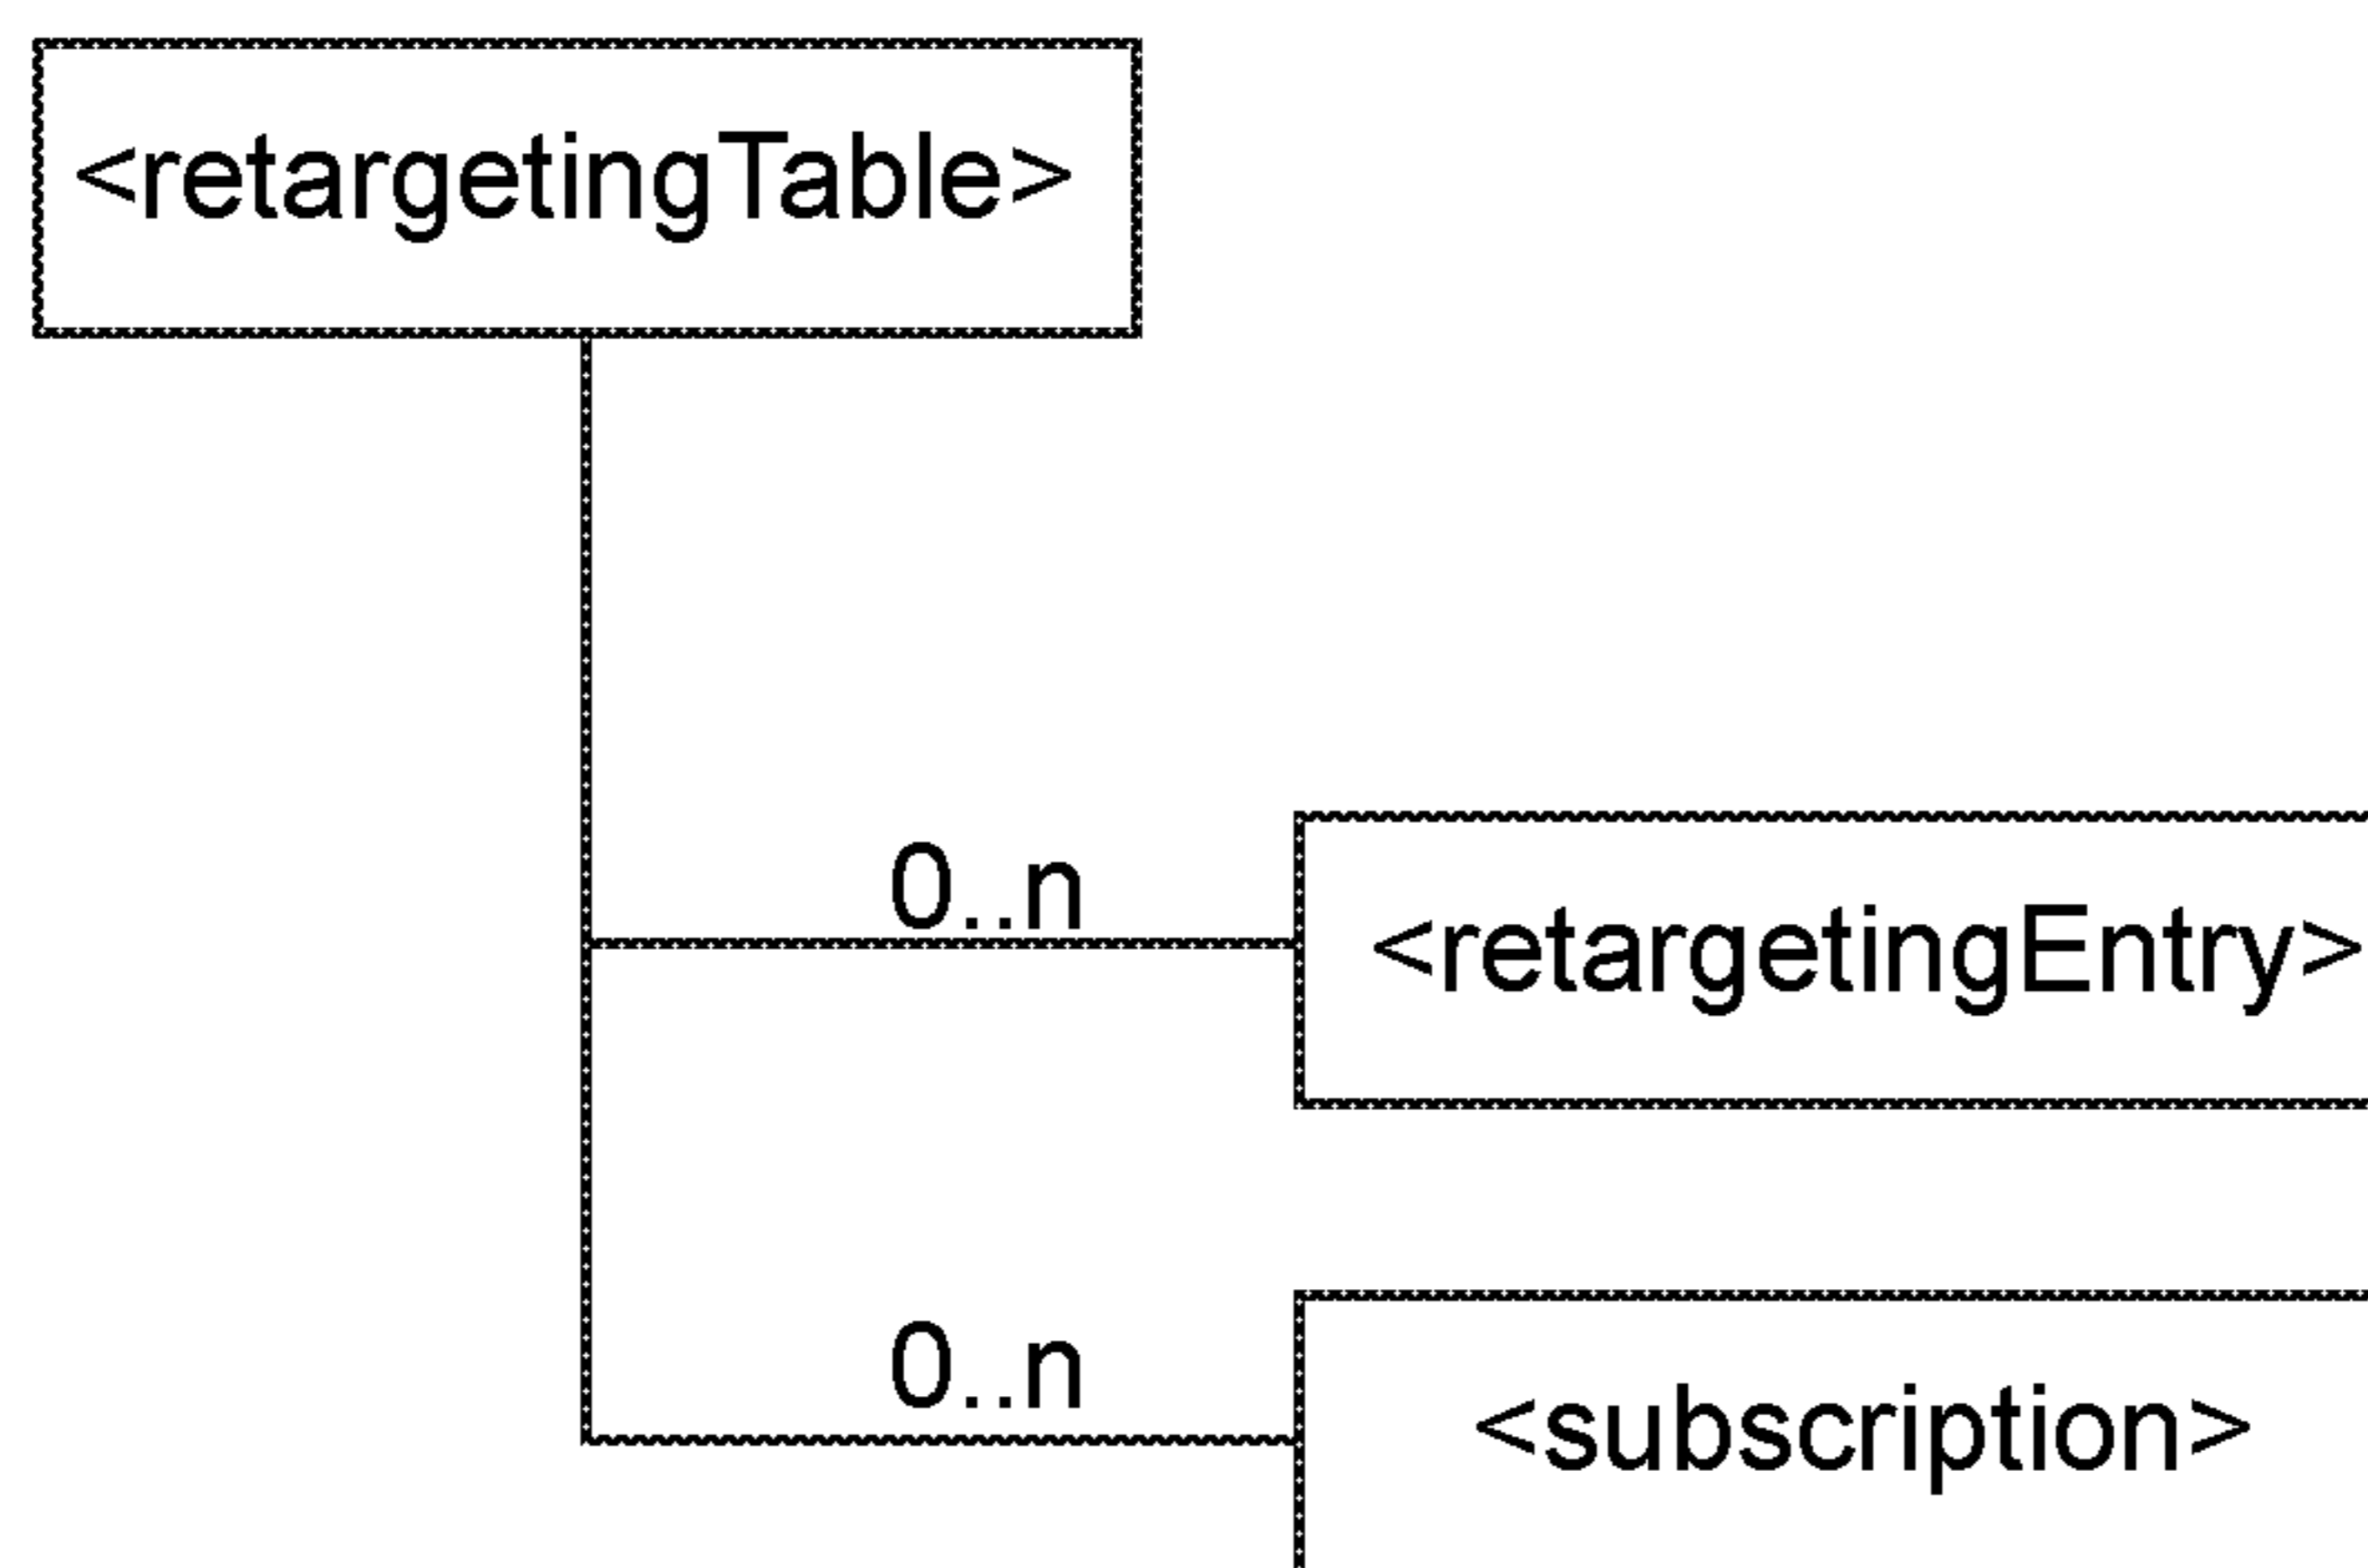 <retargetingTable>
0..n
<retargetingEntry>
0..n
<subscription>